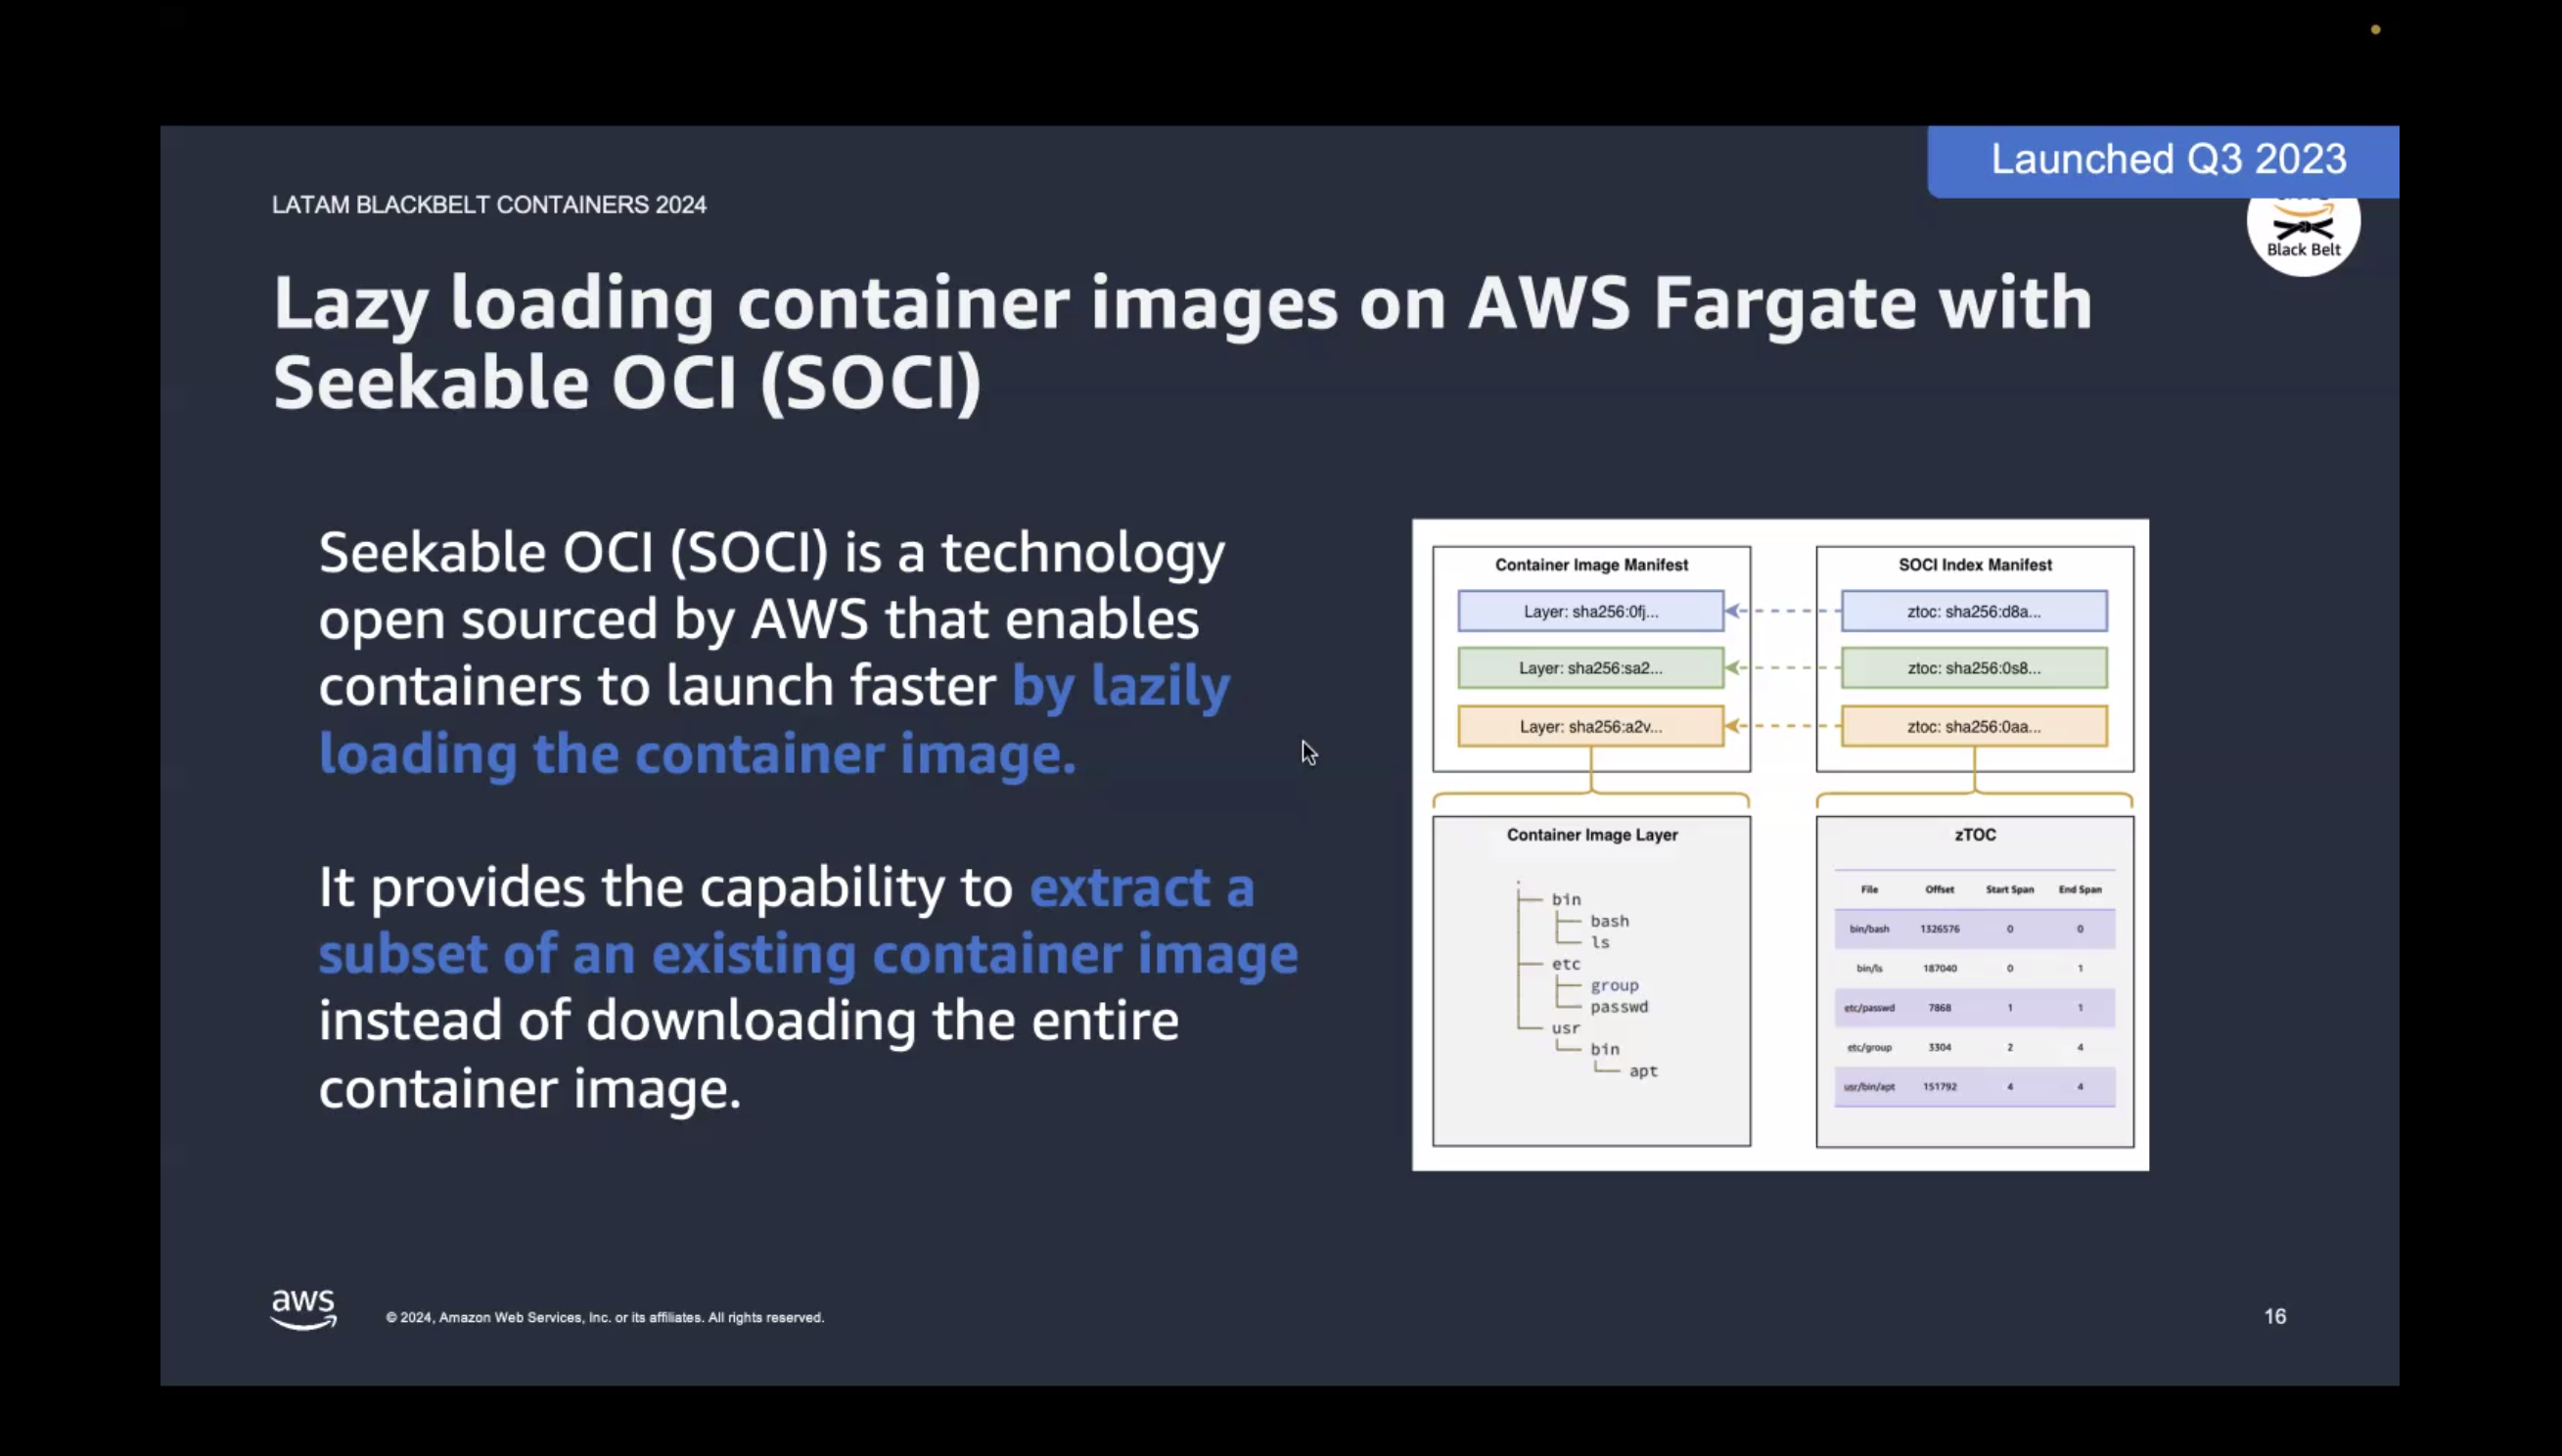 Launched Q3 2023
LATAM BLACKBELT CONTAINERS 2024
Black Belt
Lazy loading container images on AWS Fargate with
Seekable OCI (SOCI)
Seekable OCI (SOCI) is a technology
open sourced by AWS that enables
containers to launch faster by lazily
loading the container image.
It provides the capability to extract a
subset of an existing container image
instead of downloading the entire
container image.
Container Image Manifest
Layer: sha256:0fj...
Layer: sha256:sa2...
Layer: sha256:a2v...
SOCI Index Manifest
ztoc: sha256:d8a...
ztoc: sha256:0s8...
ztoc: sha256:0aa...
Container Image Layer
.
bin
bash
ls
etc
group
passwd
usr
bin
apt
zTOC
File Offset Start Span End Span
bin/bash 1326576 0 0
bin/ls 187040 0 1
etc/passwd 7868 1 1
etc/group 3304 2 4
usr/bin/apt 151792 4 4
aws
© 2024, Amazon Web Services, Inc. or its affiliates. All rights reserved.
16